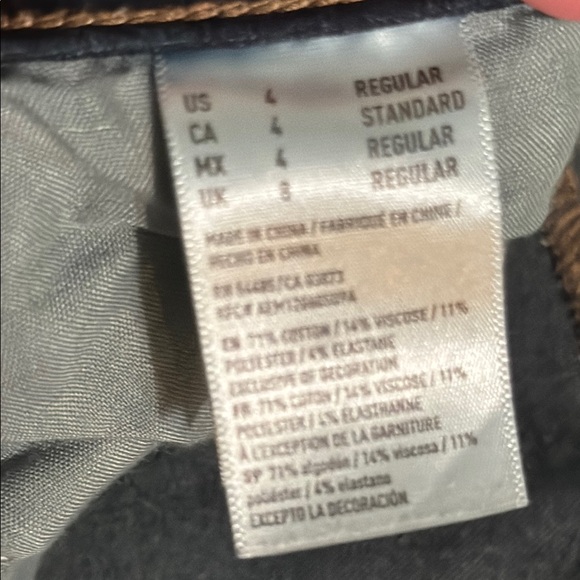 US 4 REGULAR
CA 4 STANDARD
MX 4 REGULAR
UK 8 REGULAR
MADE IN CHINA / FABRIQUÉ EN CHINE /
HECHO EN CHINA
RN 54485/CA
EN 71% COTTON / 14% VISCOSE / 11%
POLYESTER / 4% ELASTANE
EXCLUSIVE OF DECORATION
FR 71% COTON / 14% VISCOSE / 11%
POLYESTER / 4% ELASTHANNE
À L'EXCEPTION DE LA GARNITURE
SP 71% algodón / 14% viscosa / 11%
poliéster / 4% elastano
EXCEPTO LA DECORACIÓN